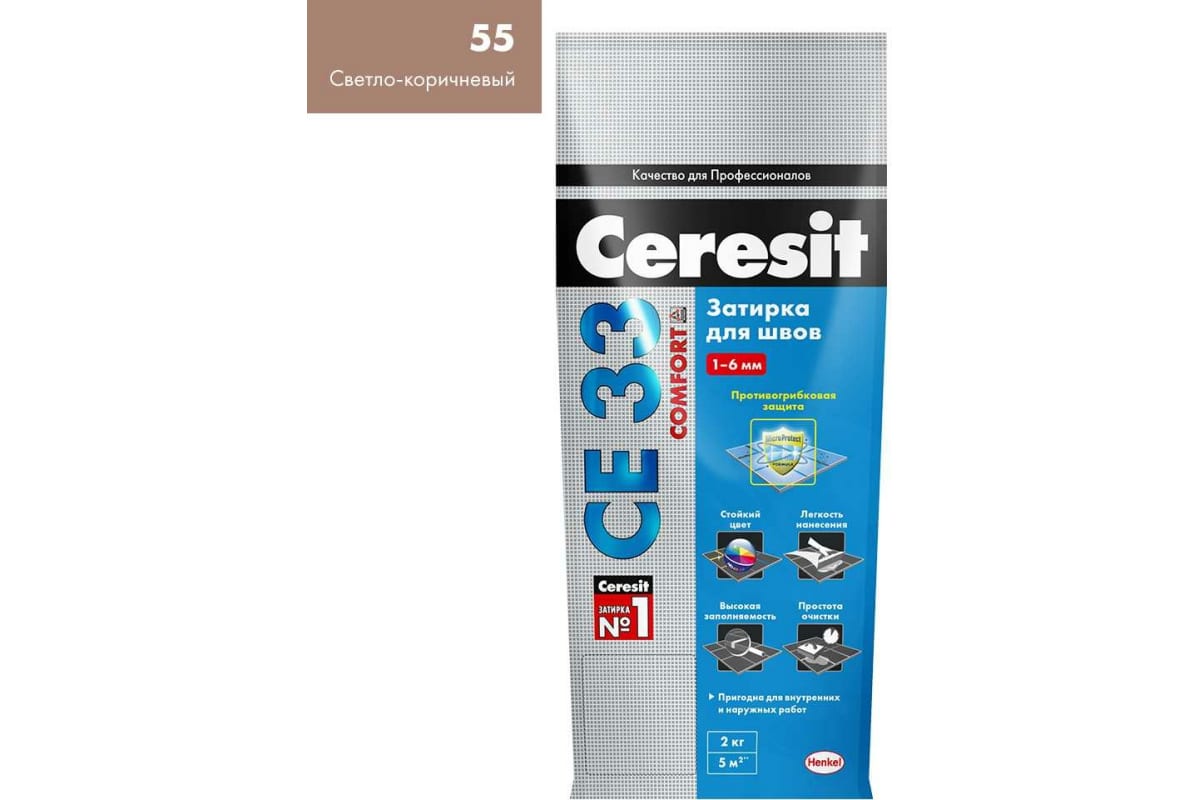 55
Светло-коричневый
Качество для Профессионалов
Ceresit
CE 33
COMFORT
Затирка
для швов
1-6 мм
Противогрибковая
защита
MicroProtect
FORMULA
Стойкий
цвет
Легкость
нанесения
Высокая
заполняемость
Простота
очистки
Ceresit
ЗАТИРКА
№1
Пригодна для внутренних
и наружных работ
2 кг
5 м²**
Henkel